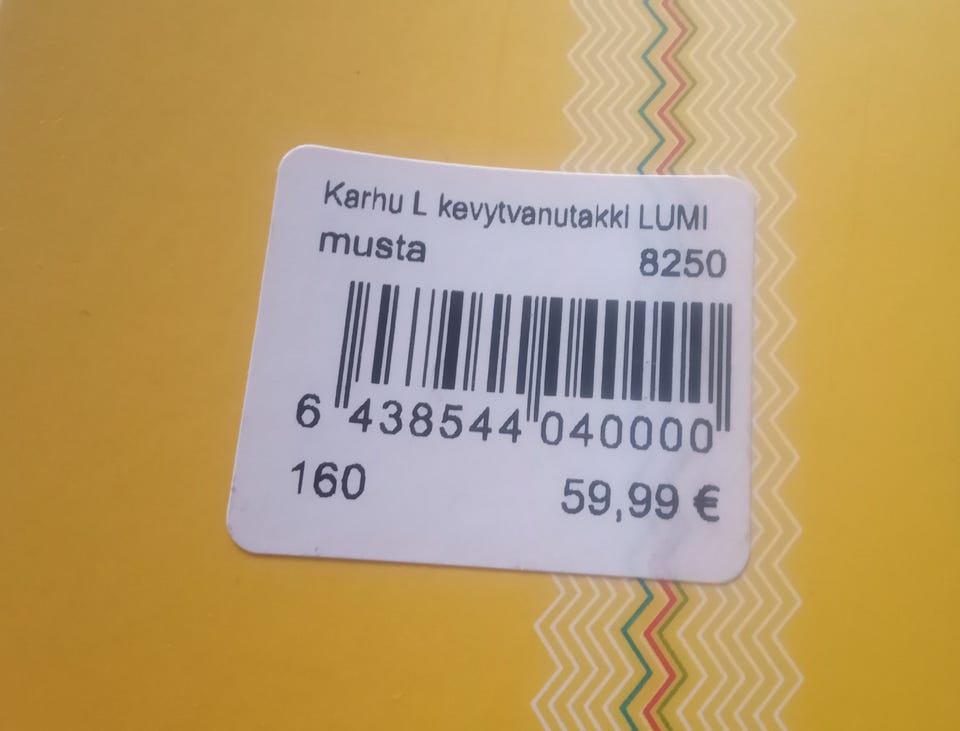 Karhu L kevytvanutakki LUMI
musta 8250
6 438544 040000
160 59,99 €